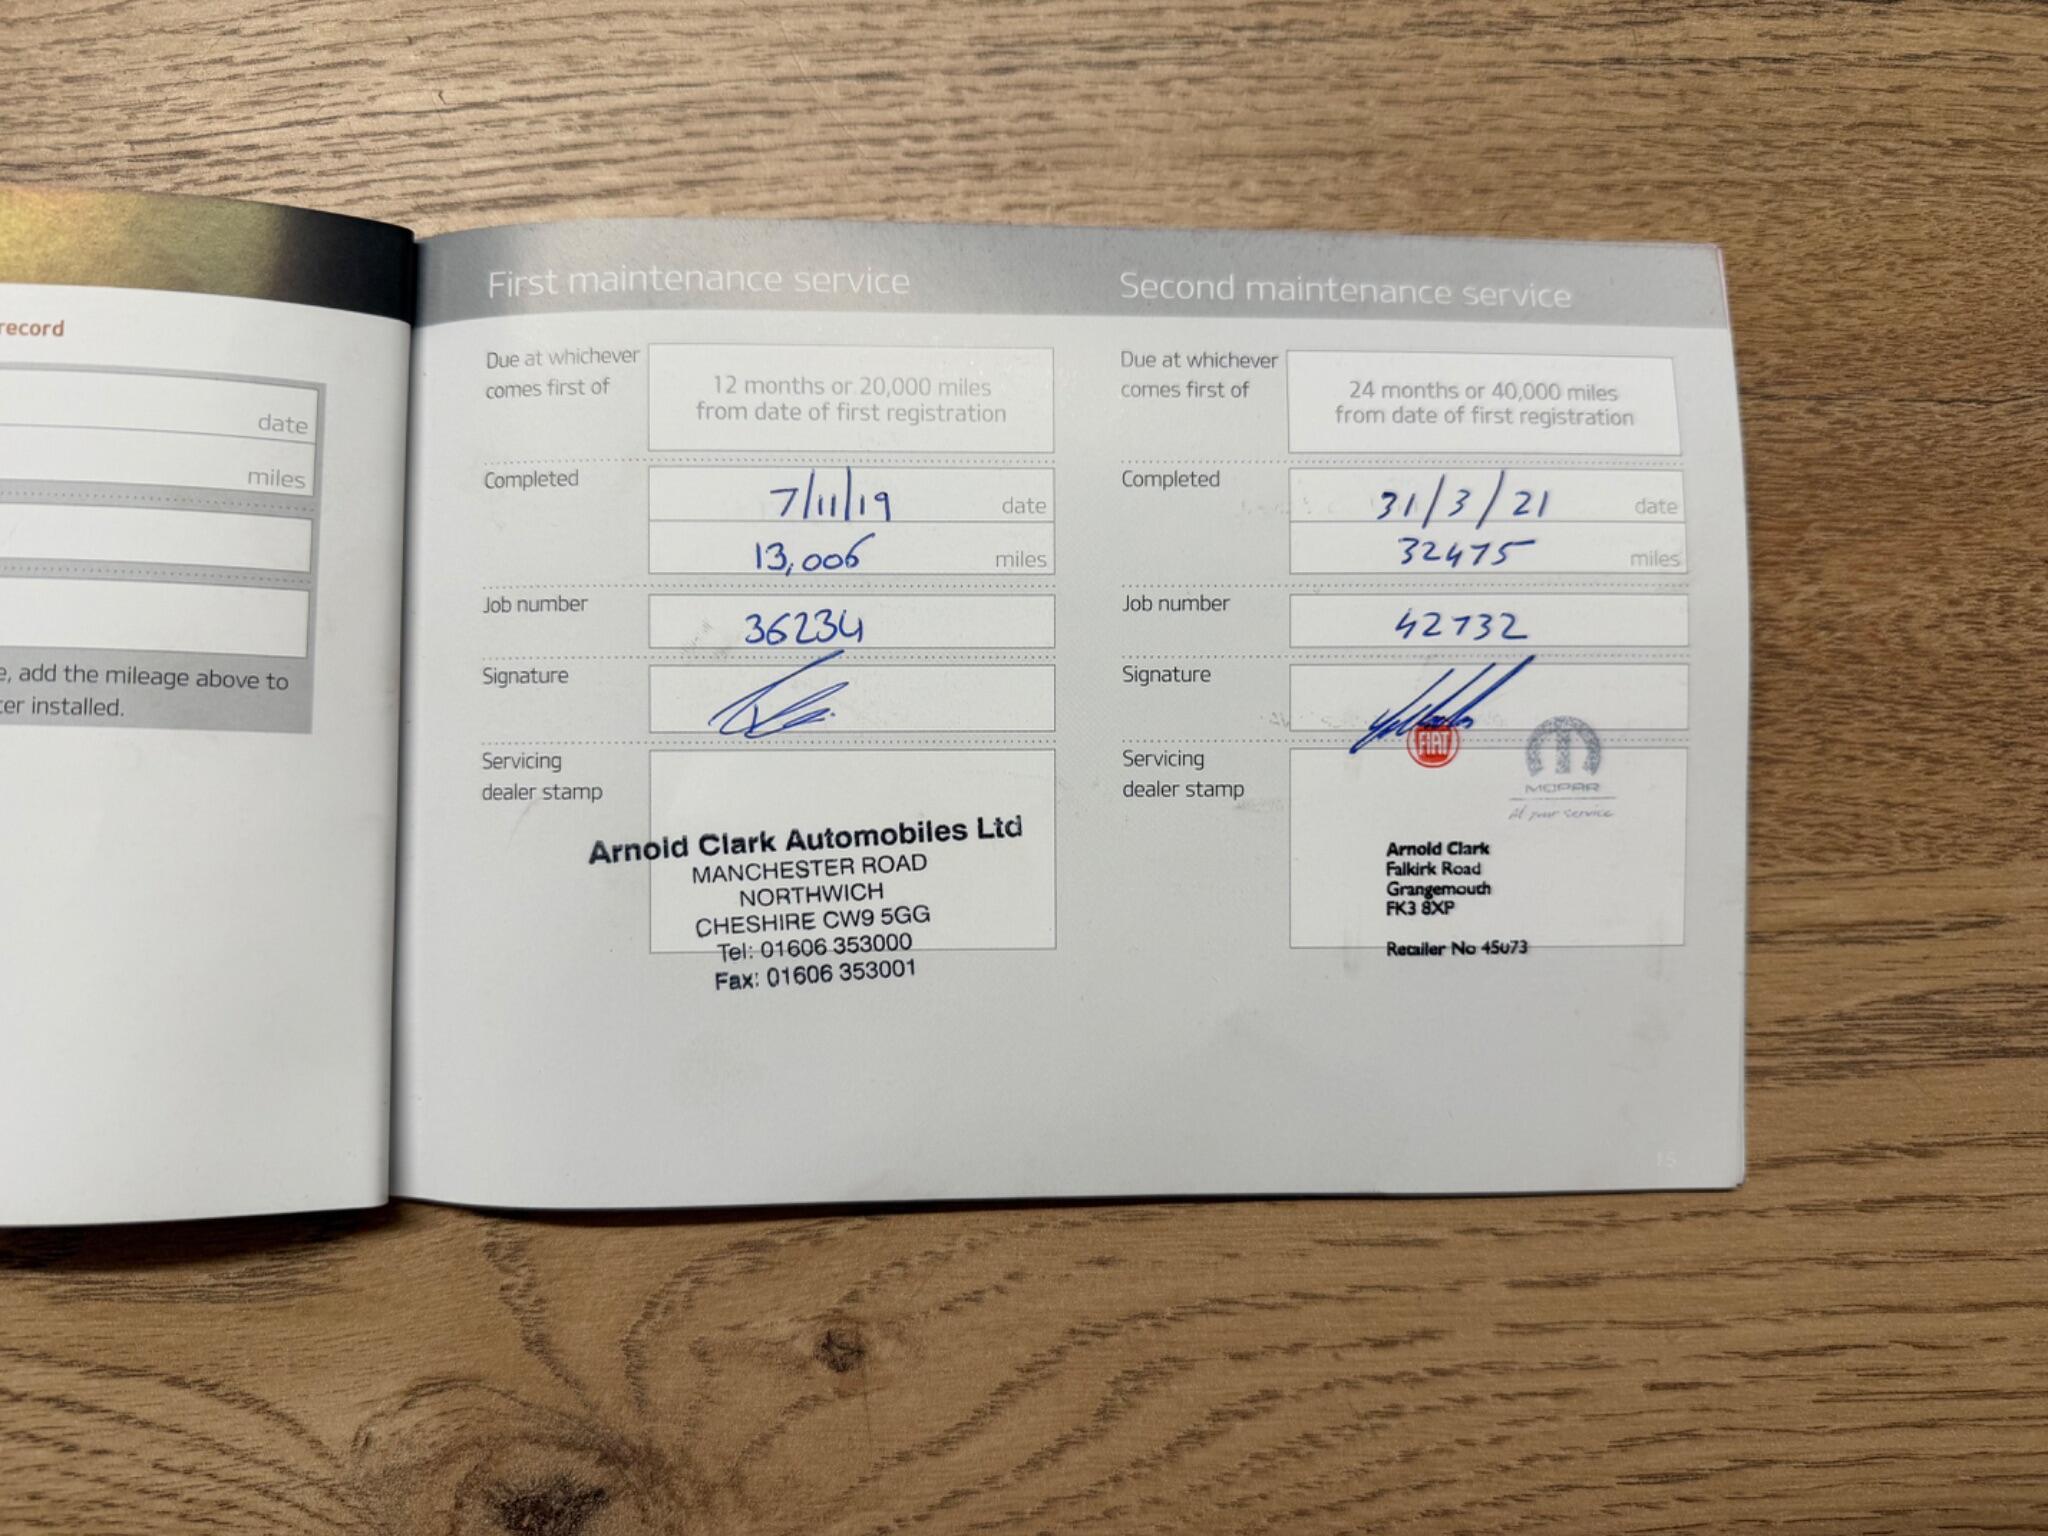 record
date
miles
e, add the mileage above to
ter installed.
First maintenance service
Due at whichever
comes first of
12 months or 20,000 miles
from date of first registration
Completed
7/11/19 date
13,006 miles
Job number
36234
Signature
Servicing
dealer stamp
Arnold Clark Automobiles Ltd
MANCHESTER ROAD
NORTHWICH
CHESHIRE CW9 5GG
Tel: 01606 353000
Fax: 01606 353001
Second maintenance service
Due at whichever
comes first of
24 months or 40,000 miles
from date of first registration
Completed
31/3/21 date
32475 miles
Job number
42732
Signature
Servicing
dealer stamp
FIAT
MOPAR
At your service
Arnold Clark
Falkirk Road
Grangemouth
FK3 8XP
Retailer No 45073
15